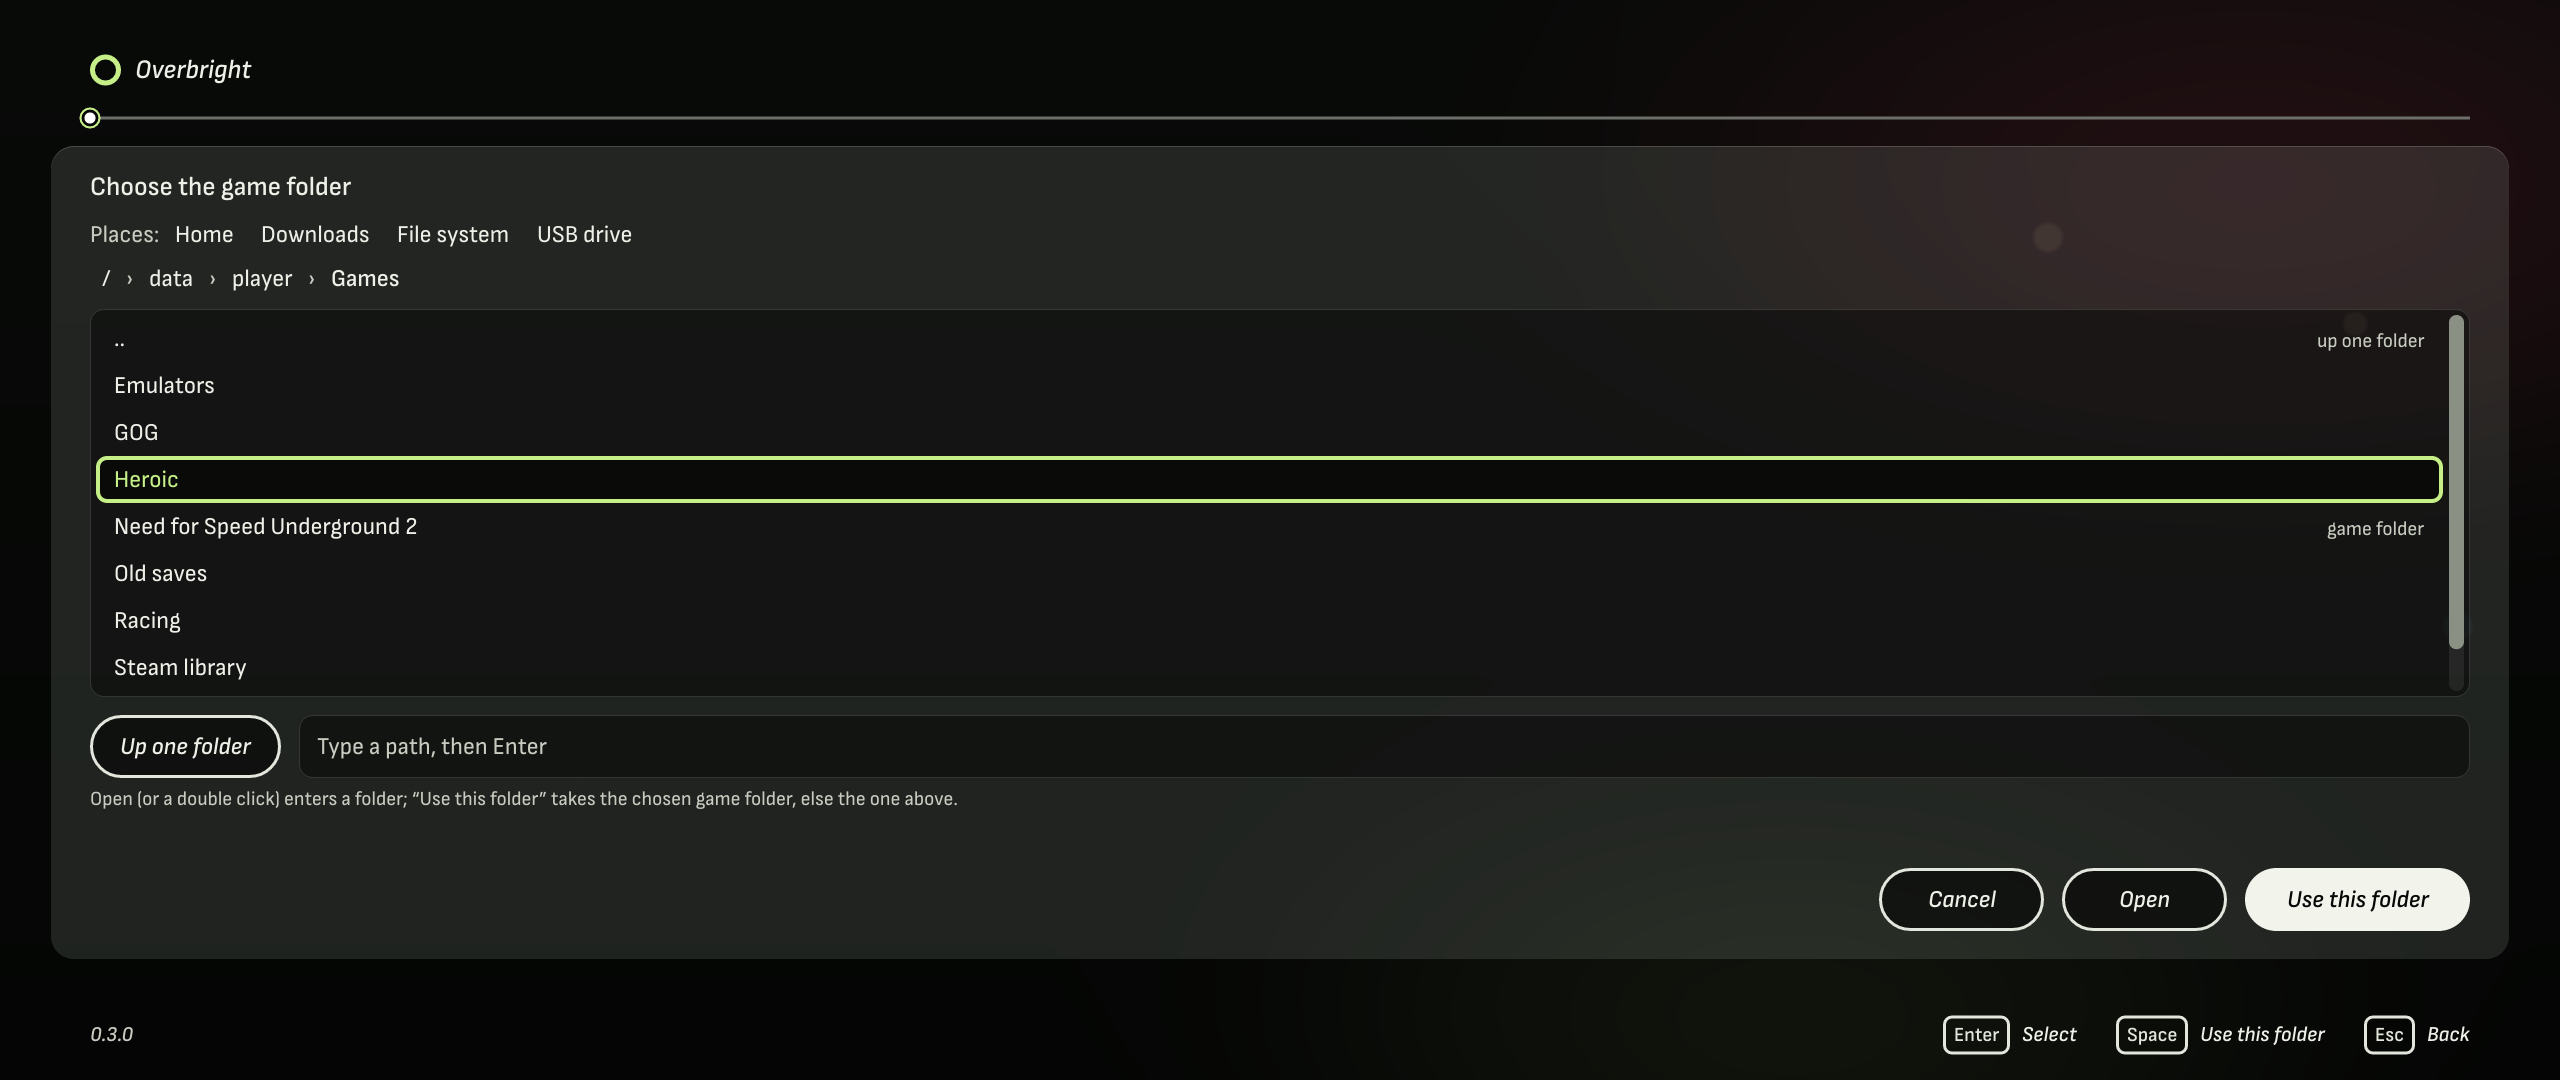 Overbright
Choose the game folder
Places: Home Downloads File system USB drive
/ › data › player › Games
.. up one folder
Emulators
GOG
Heroic
Need for Speed Underground 2 game folder
Old saves
Racing
Steam library
Up one folder Type a path, then Enter
Open (or a double click) enters a folder; “Use this folder” takes the chosen game folder, else the one above.
Cancel Open Use this folder
0.3.0 Enter Select Space Use this folder Esc Back